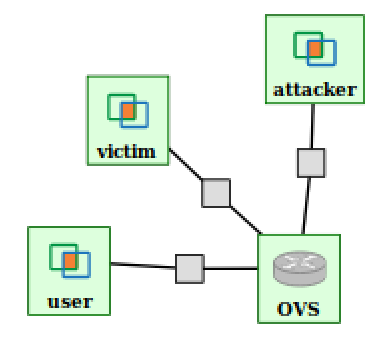 attacker
victim
user
OVS